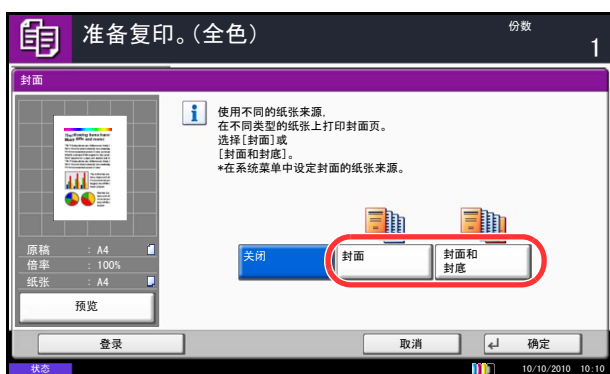 准备复印。(全色)
份数
1
封面
使用不同的纸张来源,
在不同类型的纸张上打印封面页。
选择[封面]或
[封面和封底]。
*在系统菜单中设定封面的纸张来源。
原稿 : A4
倍率 : 100%
纸张 : A4
预览
关闭
封面
封面和
封底
登录
取消
确定
状态
10/10/2010 10:10